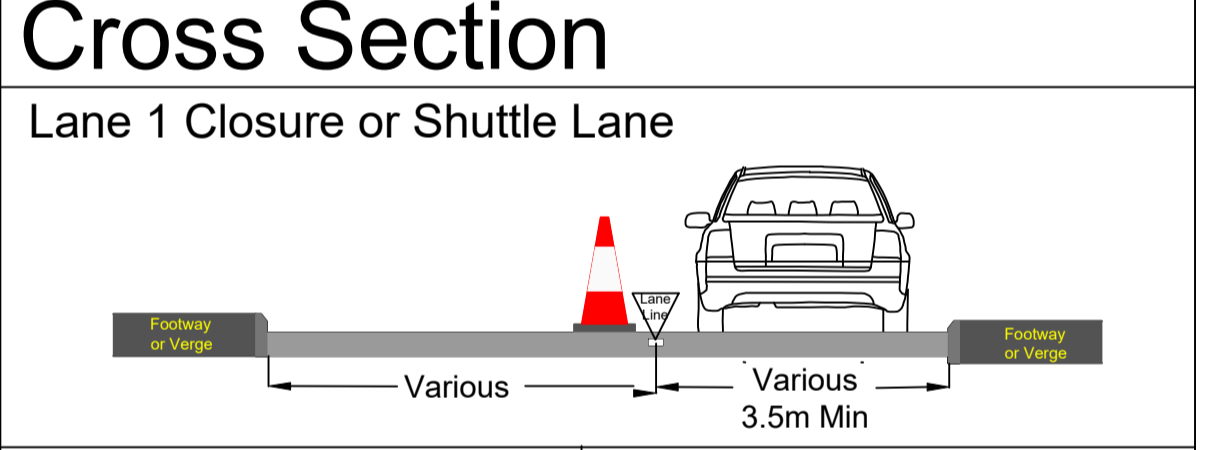 Cross Section
Lane 1 Closure or Shuttle Lane
Lane
Line
Footway
or Verge
Footway
or Verge
Various
Various
3.5m Min